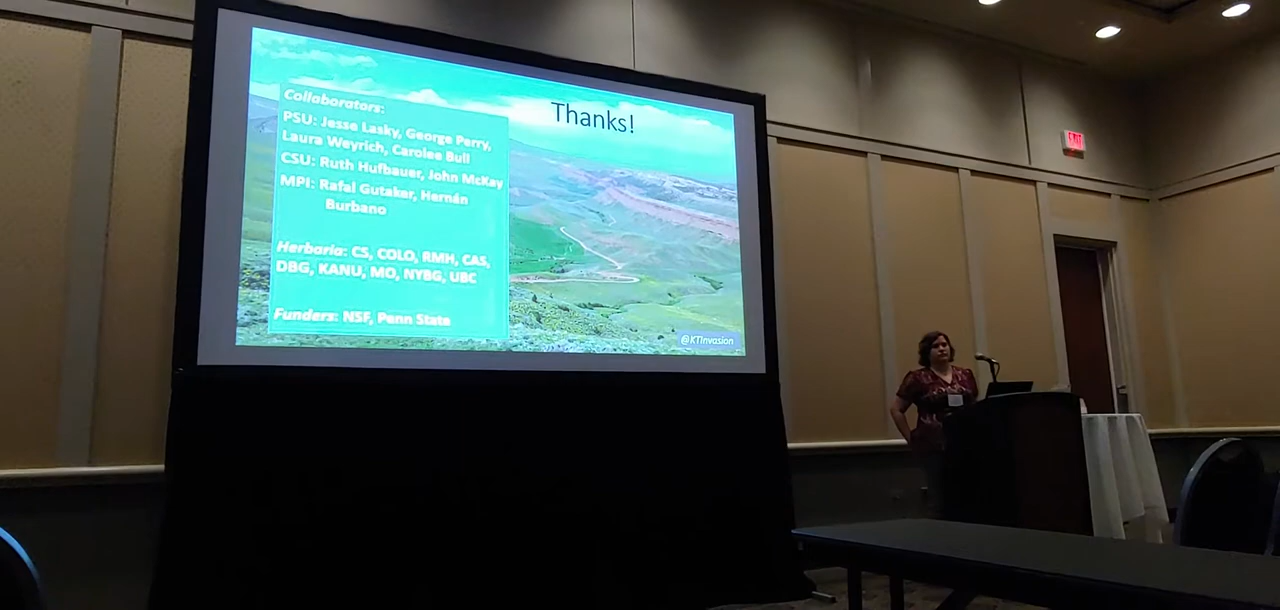 Collaborators:
PSU: Jesse Lasky, George Perry,
Laura Weyrich, Carolee Bull
CSU: Ruth Hufbauer, John McKay
MPI: Rafal Gutaker, Hernán
Burbano
Herbaria: CS, COLO, RMH, CAS,
DBG, KANU, MO, NYBG, UBC
Funders: NSF, Penn State
Thanks!
@KTInvasion
EXIT